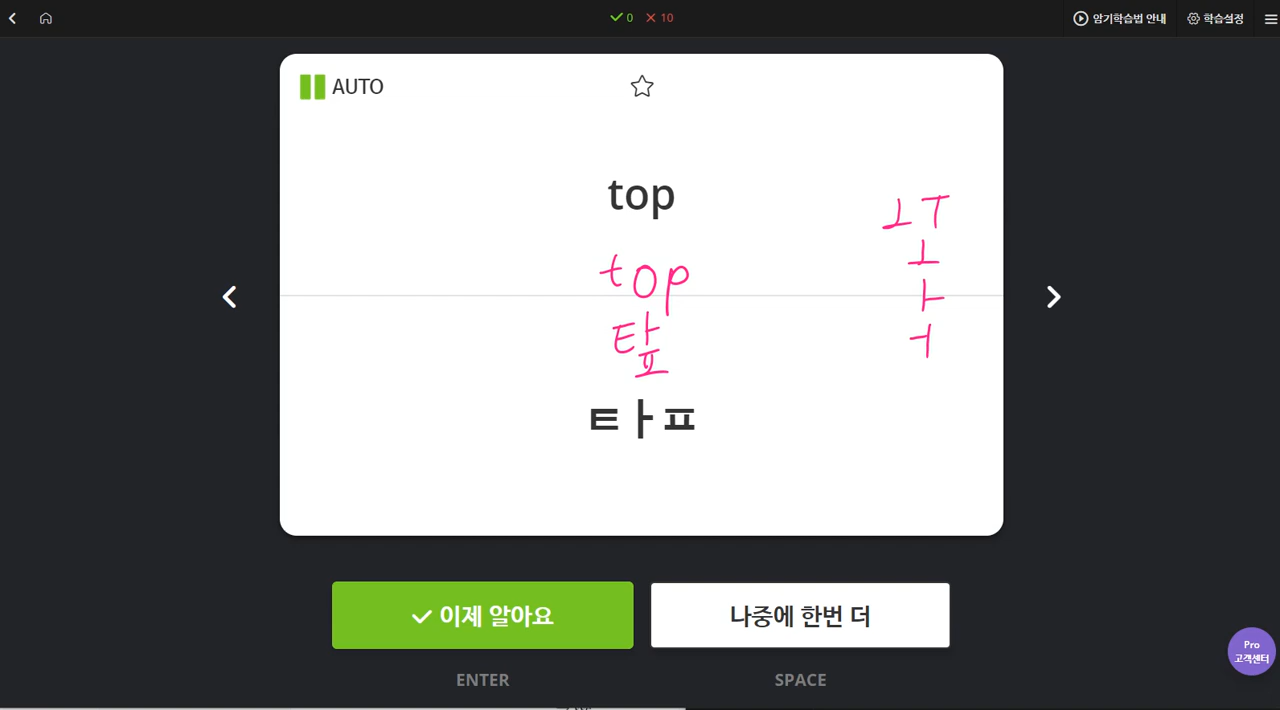 0 10 암기학습법 안내 학습설정
AUTO
top
ㅗㅜ
top
ㅗ
ㅏ
탚
ㅓ
ㅌㅏㅍ
이제 알아요 나중에 한번 더
Pro
고객센터
ENTER SPACE